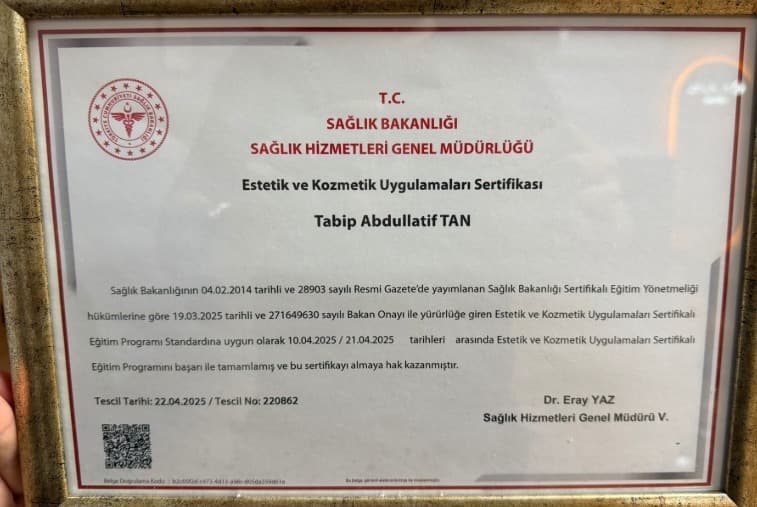 T.C.
SAĞLIK BAKANLIĞI
SAĞLIK HİZMETLERİ GENEL MÜDÜRLÜĞÜ
Estetik ve Kozmetik Uygulamaları Sertifikası
Tabip Abdullatif TAN
Sağlık Bakanlığının 04.02.2014 tarihli ve 28903 sayılı Resmi Gazete'de yayımlanan Sağlık Bakanlığı Sertifikalı Eğitim Yönetmeliği
hükümlerine göre 19.03.2025 tarihli ve 271649630 sayılı Bakan Onayı ile yürürlüğe giren Estetik ve Kozmetik Uygulamaları Sertifikalı
Eğitim Programı Standardına uygun olarak 10.04.2025 / 21.04.2025 tarihleri arasında Estetik ve Kozmetik Uygulamaları Sertifikalı
Eğitim Programını başarı ile tamamlamış ve bu sertifikayı almaya hak kazanmıştır.
Tescil Tarihi: 22.04.2025 / Tescil No: 220862
Dr. Eray YAZ
Sağlık Hizmetleri Genel Müdürü V.
Belge Doğrulama Kodu :